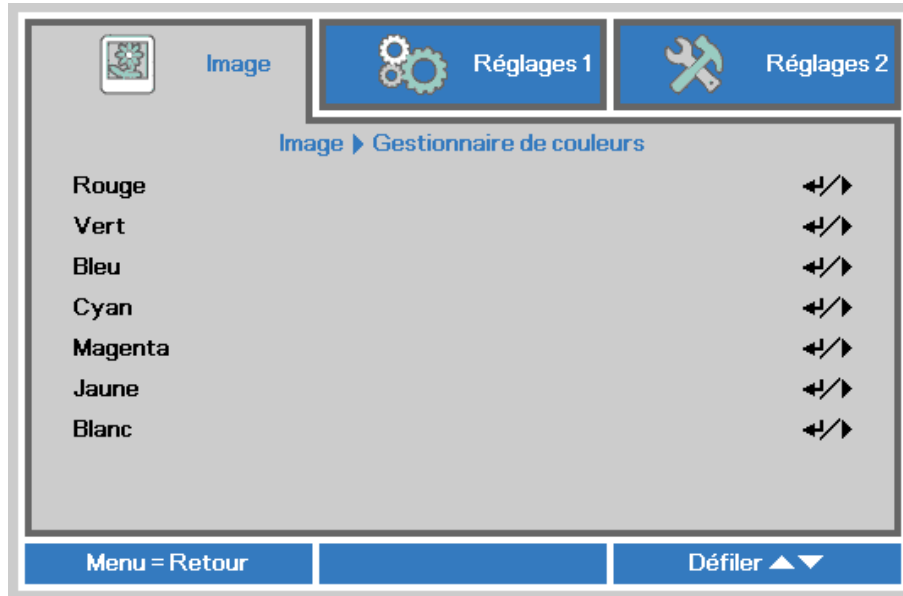 Image
Réglages 1
Réglages 2
Image ▶ Gestionnaire de couleurs
Rouge ↵/▶
Vert ↵/▶
Bleu ↵/▶
Cyan ↵/▶
Magenta ↵/▶
Jaune ↵/▶
Blanc ↵/▶
Menu = Retour
Défiler ▲▼